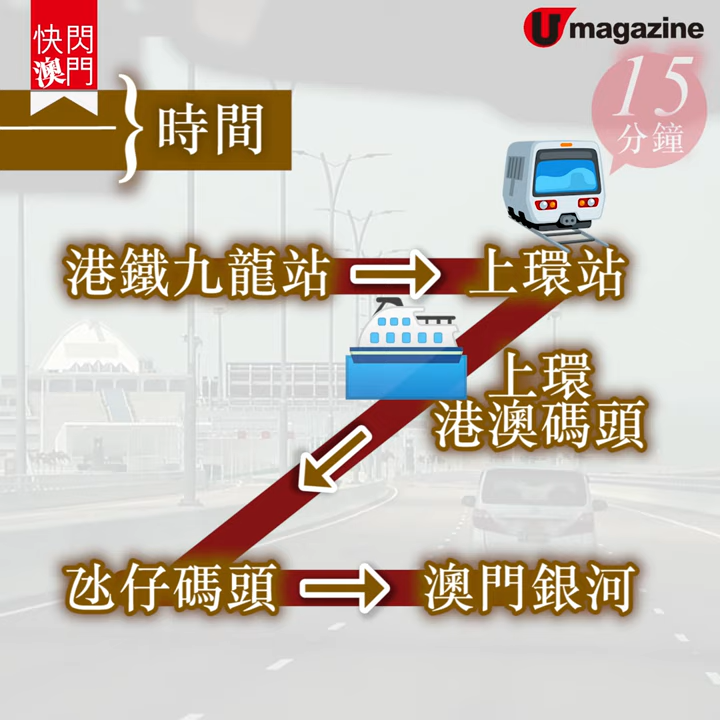 快閃
澳門
U magazine
時間
15
分鐘
港鐵九龍站
上環站
上環
港澳碼頭
氹仔碼頭
澳門銀河